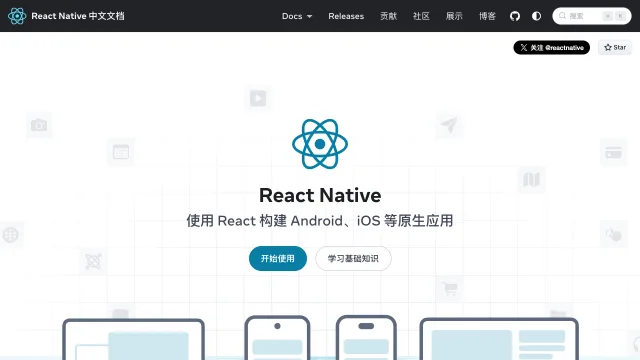 React Native 中文文档
Docs
Releases
贡献
社区
展示
博客
搜索
⌘
K
关注 @reactnative
Star
React Native
使用 React 构建 Android、iOS 等原生应用
开始使用
学习基础知识